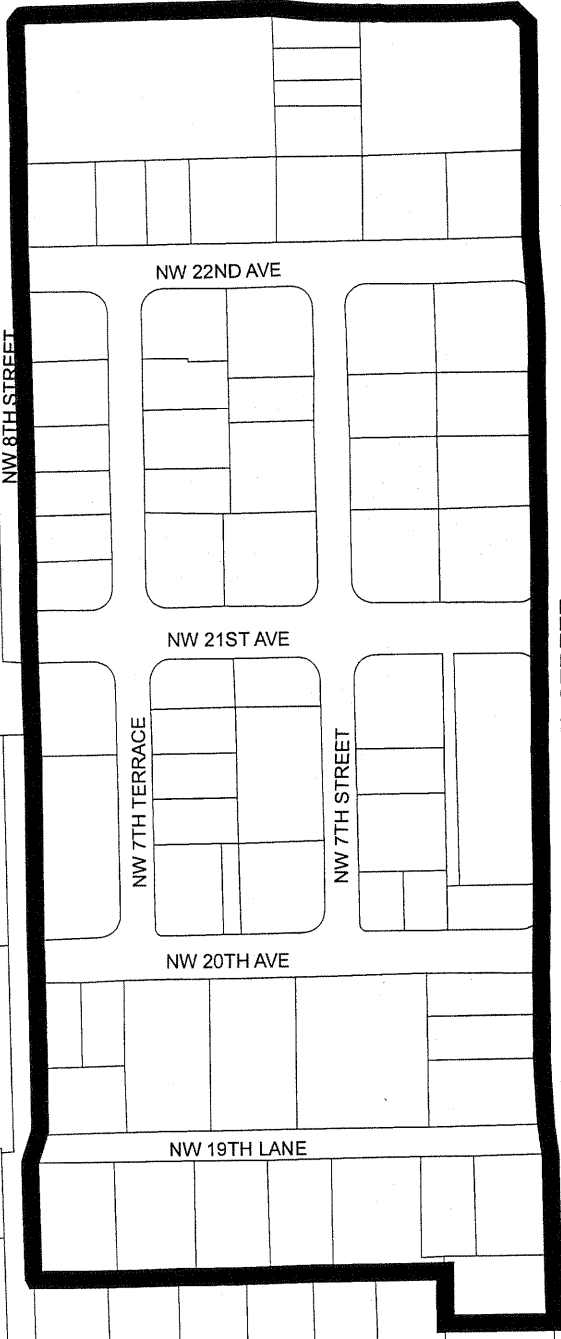 NW 22ND AVE
NW 8TH STREET
NW 21ST AVE
NW 7TH TERRACE
NW 7TH STREET
NW 20TH AVE
NW 19TH LANE